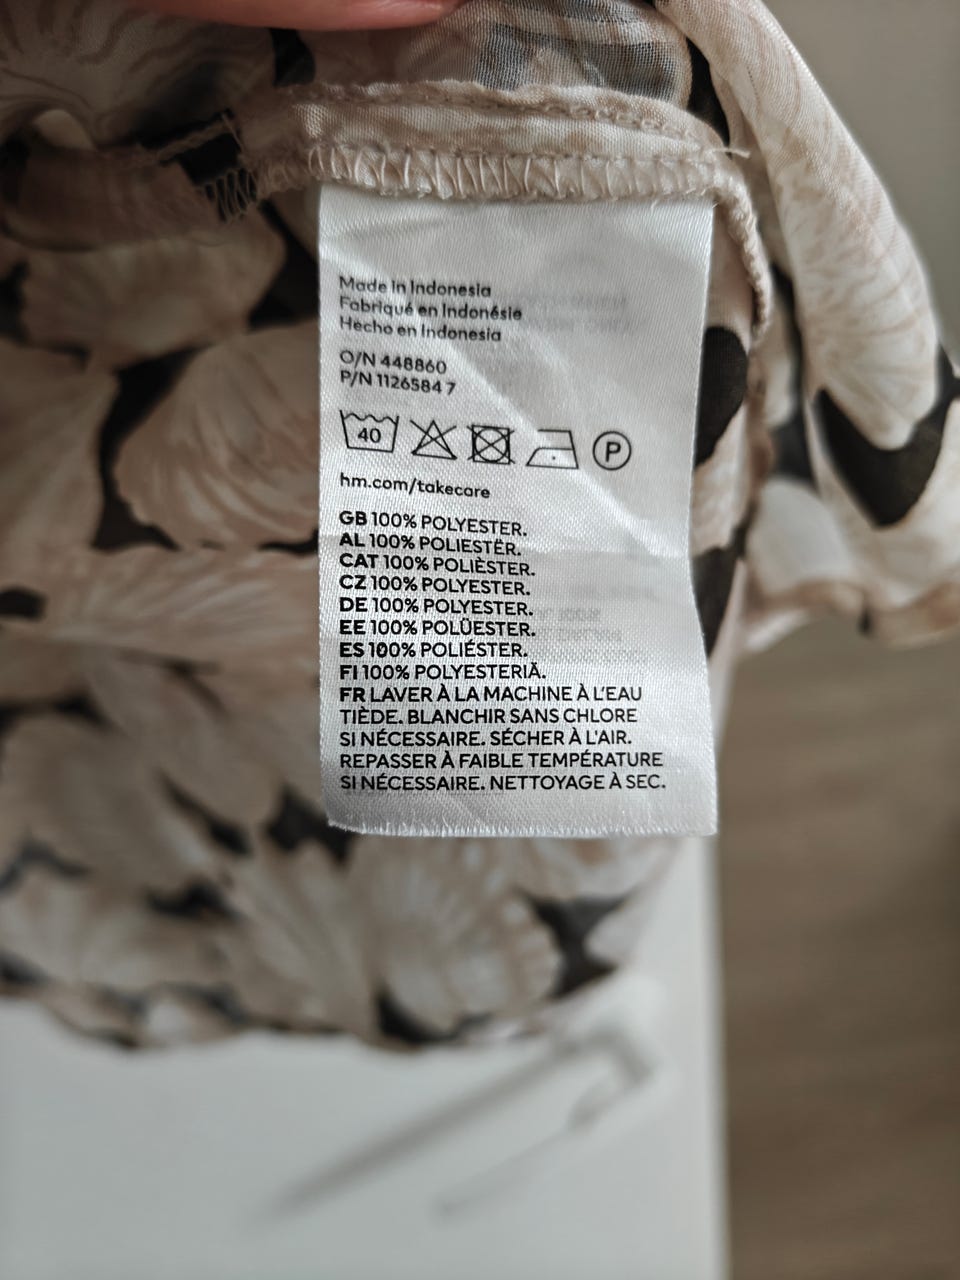 Made in Indonesia
Fabriqué en Indonésie
Hecho en Indonesia
O/N 448860
P/N 1126584 7
40
P
hm.com/takecare
GB 100% POLYESTER.
AL 100% POLIESTËR.
CAT 100% POLIÈSTER.
CZ 100% POLYESTER.
DE 100% POLYESTER.
EE 100% POLÜESTER.
ES 100% POLIÉSTER.
FI 100% POLYESTERIÄ.
FR LAVER À LA MACHINE À L'EAU
TIÈDE. BLANCHIR SANS CHLORE
SI NÉCESSAIRE. SÉCHER À L'AIR.
REPASSER À FAIBLE TEMPÉRATURE
SI NÉCESSAIRE. NETTOYAGE À SEC.